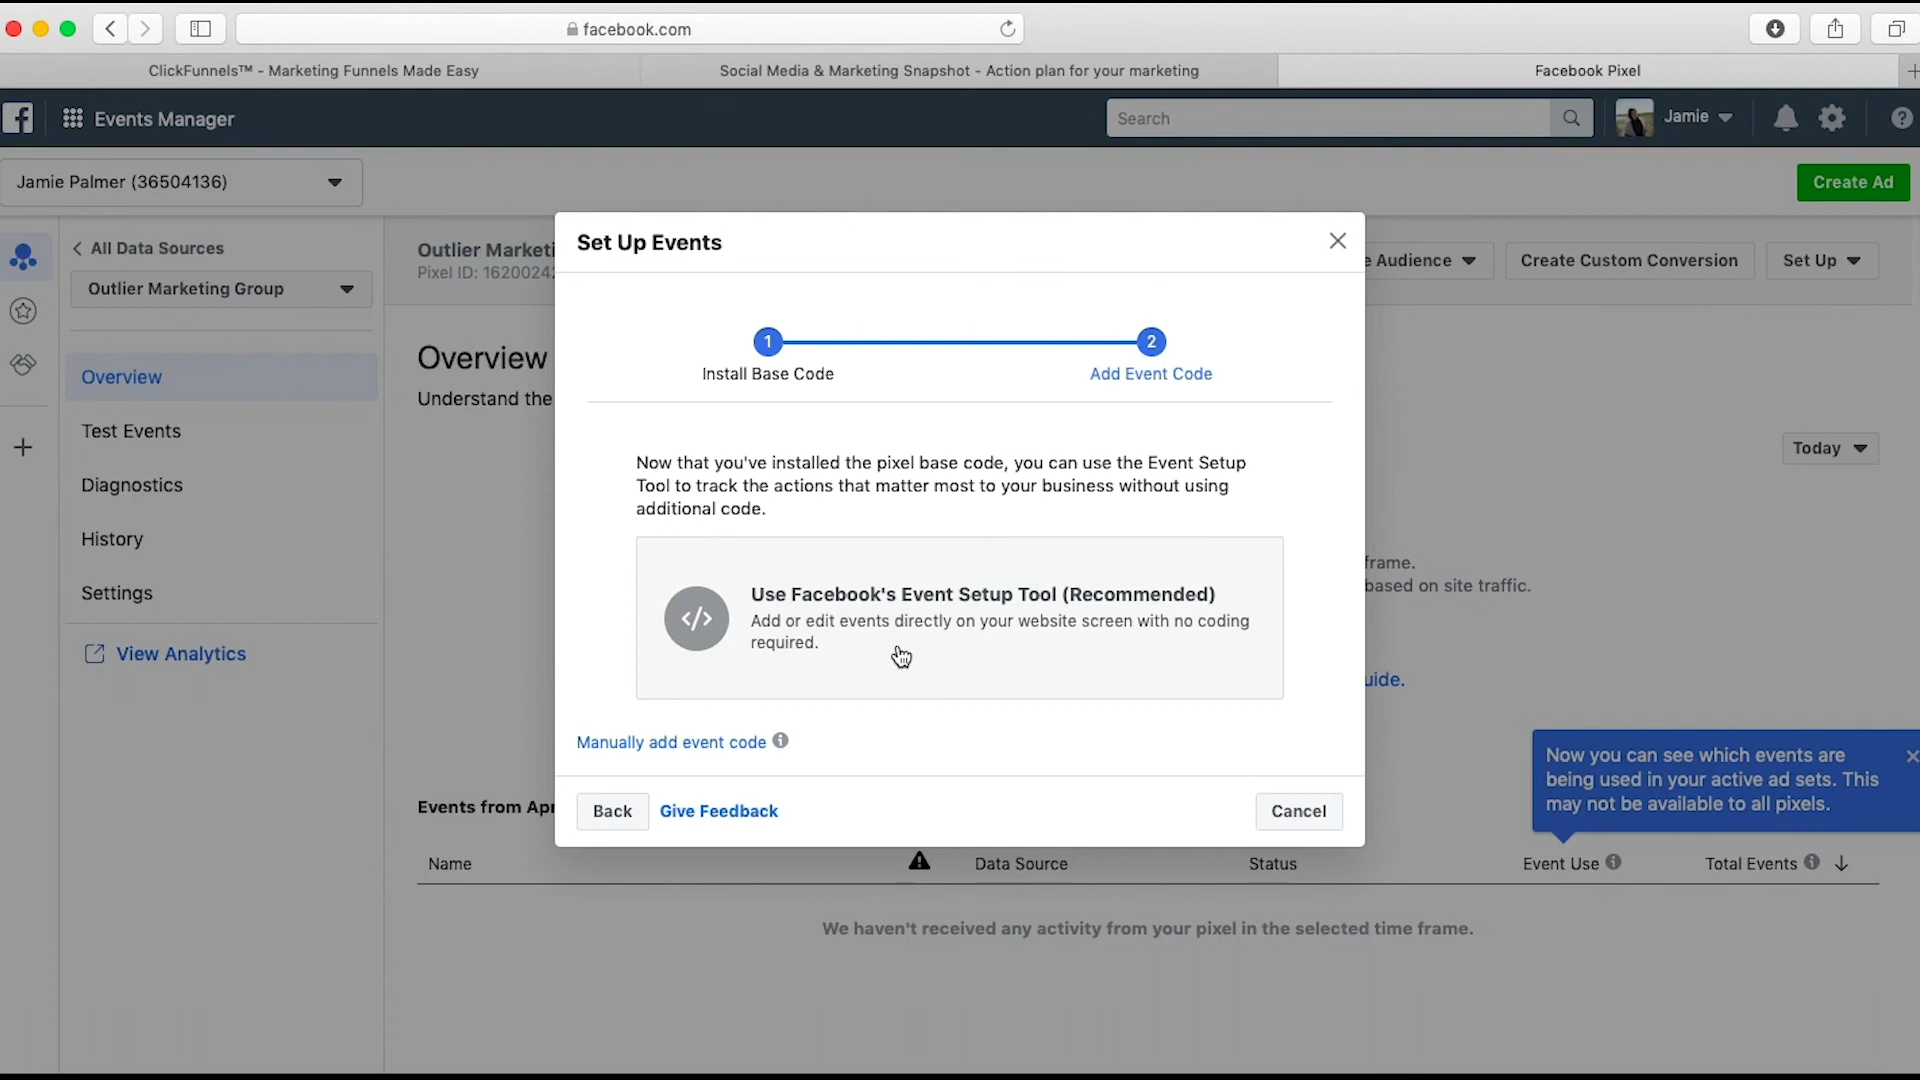 facebook.com
ClickFunnels™ - Marketing Funnels Made Easy
Social Media & Marketing Snapshot - Action plan for your marketing
Facebook Pixel
Events Manager
Search
Jamie
Jamie Palmer (36504136)
Create Ad
All Data Sources
Outlier Marketing Group
Overview
Test Events
Diagnostics
History
Settings
View Analytics
Outlier Marketi
Pixel ID: 1620024
e Audience
Create Custom Conversion
Set Up
Overview
Understand the
Today
Set Up Events
1
2
Install Base Code
Add Event Code
Now that you've installed the pixel base code, you can use the Event Setup
Tool to track the actions that matter most to your business without using
additional code.
</>
Use Facebook's Event Setup Tool (Recommended)
Add or edit events directly on your website screen with no coding
required.
Manually add event code
Back
Give Feedback
Cancel
frame.
based on site traffic.
uide.
Now you can see which events are
being used in your active ad sets. This
may not be available to all pixels.
Events from Apr
Name
Data Source
Status
Event Use
Total Events
We haven't received any activity from your pixel in the selected time frame.